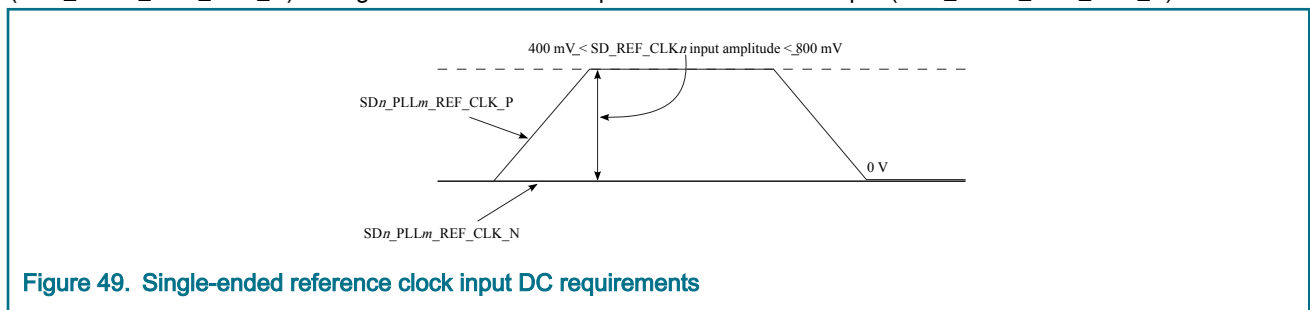 400 mV < SD_REF_CLKn input amplitude < 800 mV
SDn_PLLm_REF_CLK_P
0 V
SDn_PLLm_REF_CLK_N
Figure 49. Single-ended reference clock input DC requirements